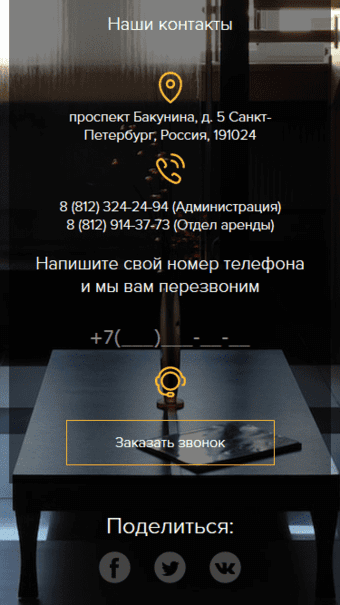 Наши контакты
проспект Бакунина, д. 5 Санкт-
Петербург, Россия, 191024
8 (812) 324-24-94 (Администрация)
8 (812) 914-37-73 (Отдел аренды)
Напишите свой номер телефона
и мы вам перезвоним
+7(___)___-__-__
Заказать звонок
Поделиться: